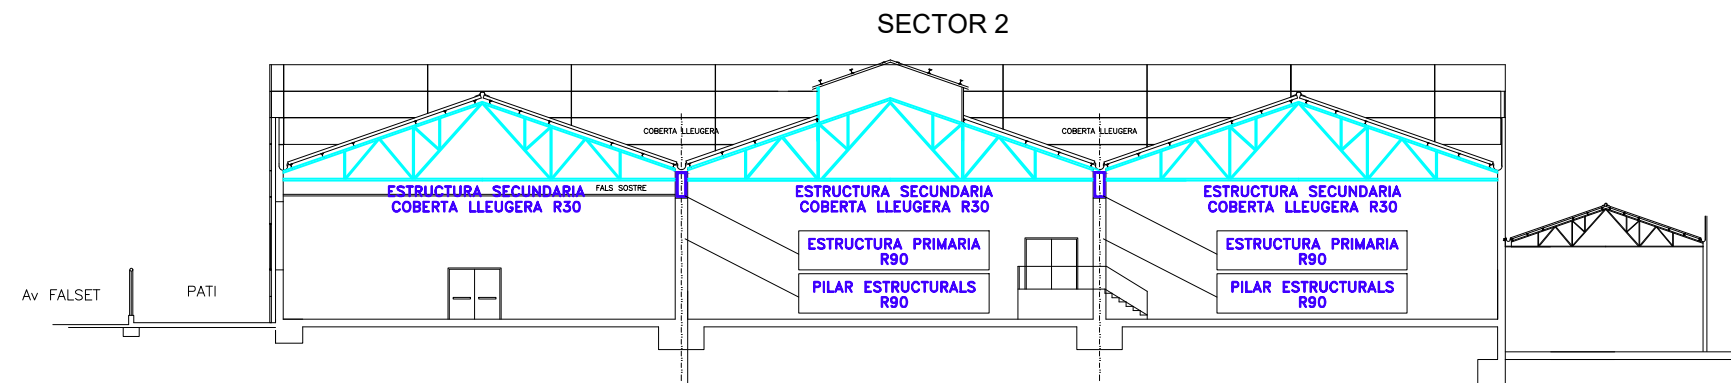 SECTOR 2
COBERTA LLEUGERA
COBERTA LLEUGERA
ESTRUCTURA SECUNDARIA
COBERTA LLEUGERA R30
FALS SOSTRE
ESTRUCTURA SECUNDARIA
COBERTA LLEUGERA R30
ESTRUCTURA SECUNDARIA
COBERTA LLEUGERA R30
ESTRUCTURA PRIMARIA
R90
ESTRUCTURA PRIMARIA
R90
PILAR ESTRUCTURALS
R90
PILAR ESTRUCTURALS
R90
Av FALSET
PATI